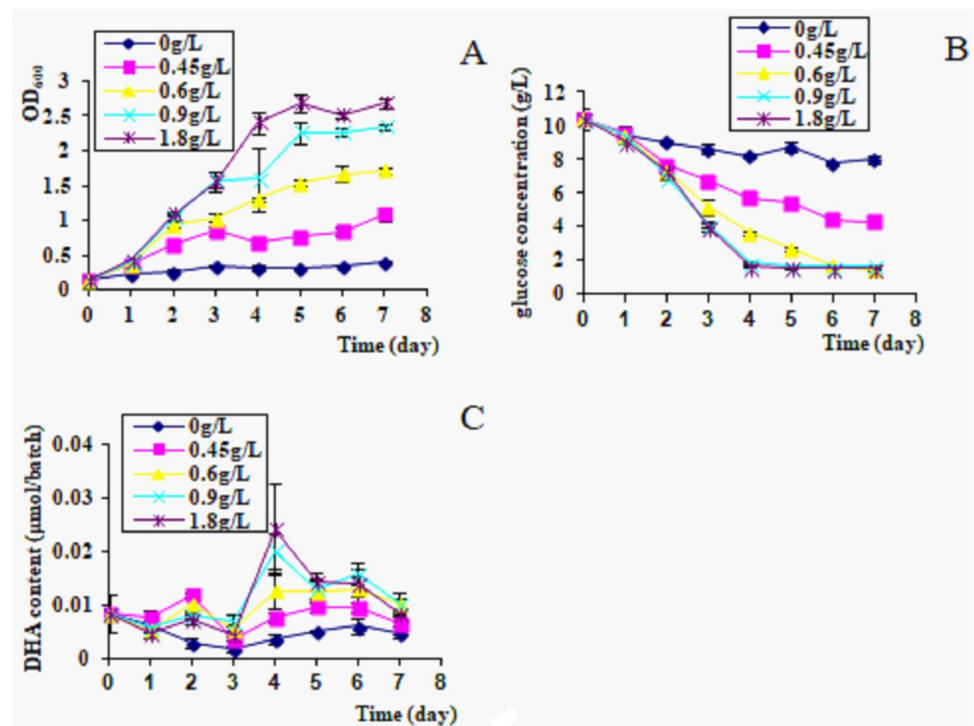 A
0g/L
0.45g/L
0.6g/L
0.9g/L
1.8g/L
OD600
3
2.5
2
1.5
1
0.5
0
0 1 2 3 4 5 6 7 8
Time (day)
B
0g/L
0.45g/L
0.6g/L
0.9g/L
1.8g/L
glucose concentration (g/L)
12
10
8
6
4
2
0
0 1 2 3 4 5 6 7 8
Time (day)
C
0g/L
0.45g/L
0.6g/L
0.9g/L
1.8g/L
DHA content (μmol/batch)
0.04
0.03
0.02
0.01
0
0 1 2 3 4 5 6 7 8
Time (day)